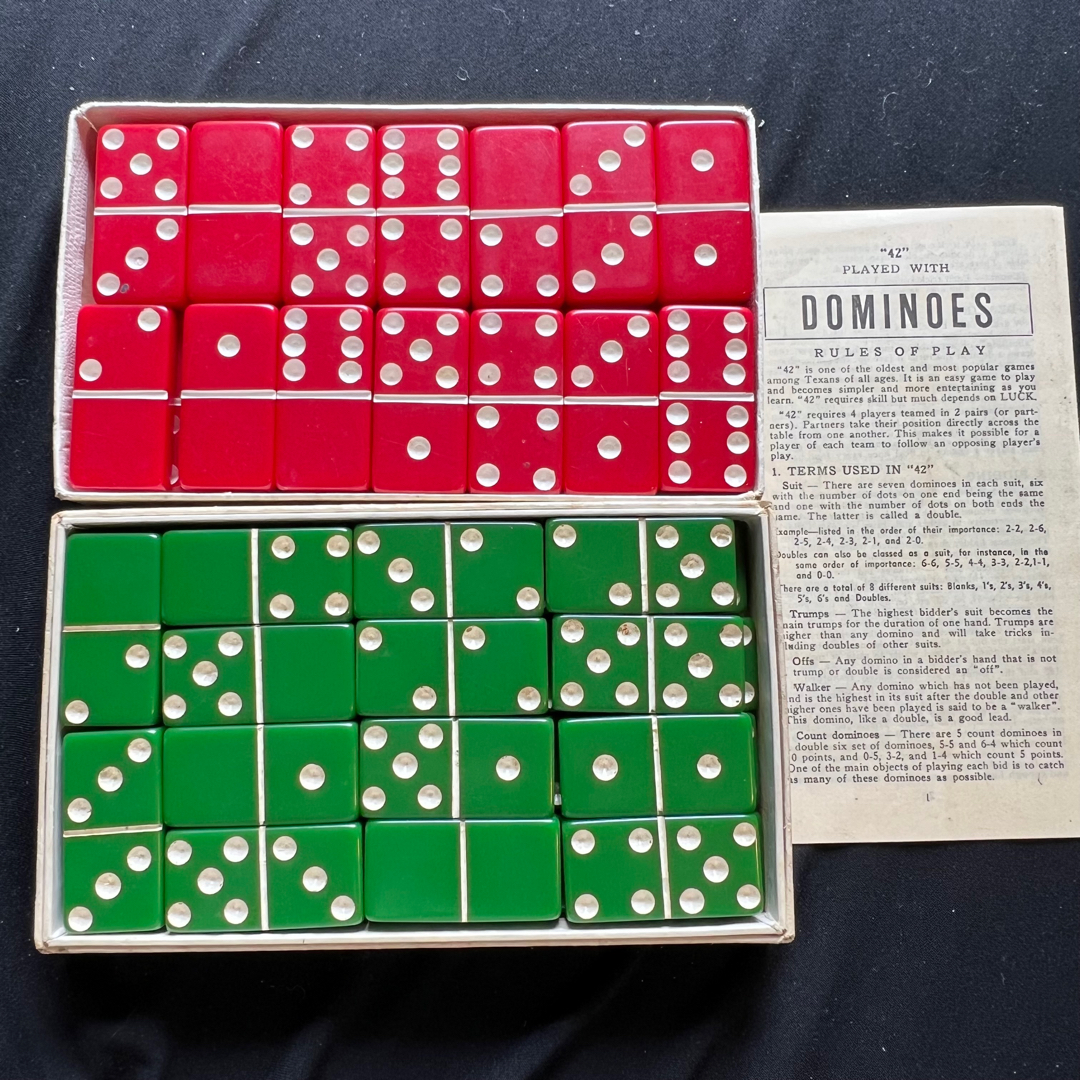 "42"
PLAYED WITH
DOMINOES
RULES OF PLAY
"42" is one of the oldest and most popular games
among Texans of all ages. It is an easy game to play
and becomes simpler and more entertaining as you
learn. "42" requires skill but much depends on LUCK.
"42" requires 4 players teamed in 2 pairs (or part-
ners). Partners take their position directly across the
table from one another. This makes it possible for a
player of each team to follow an opposing player's
play.
1. TERMS USED IN "42"
Suit — There are seven dominoes in each suit, six
with the number of dots on one end being the same
and one with the number of dots on both ends the
same. The latter is called a double.
Example—listed in the order of their importance: 2-2, 2-6,
2-5, 2-4, 2-3, 2-1, and 2-0.
Doubles can also be classed as a suit, for instance, in the
same order of importance: 6-6, 5-5, 4-4, 3-3, 2-2,1-1,
and 0-0.
There are a total of 8 different suits: Blanks, 1's, 2's, 3's, 4's,
5's, 6's and Doubles.
Trumps — The highest bidder's suit becomes the
main trumps for the duration of one hand. Trumps are
higher than any domino and will take tricks in-
cluding doubles of other suits.
Offs — Any domino in a bidder's hand that is not
trump or double is considered an "off".
Walker — Any domino which has not been played,
and is the highest in its suit after the double and other
higher ones have been played is said to be a "walker".
This domino, like a double, is a good lead.
Count dominoes — There are 5 count dominoes in
double six set of dominoes, 5-5 and 6-4 which count
0 points, and 0-5, 3-2, and 1-4 which count 5 points.
One of the main objects of playing each bid is to catch
as many of these dominoes as possible.
1